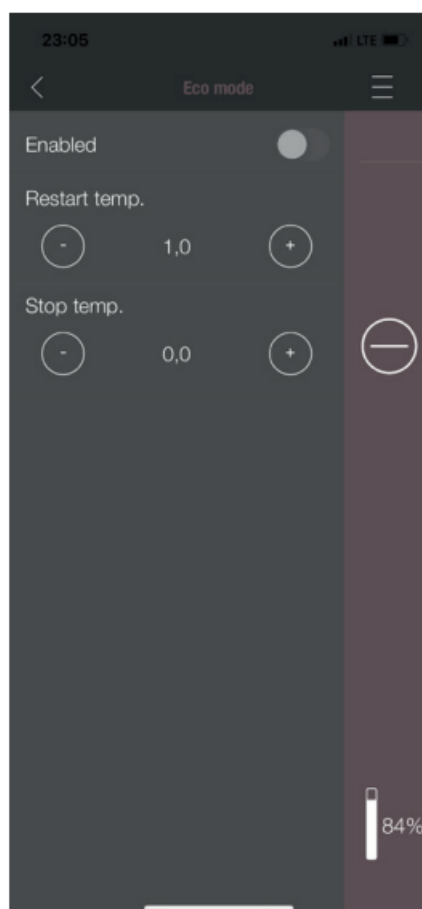 23:05 LTE
Eco mode
Enabled
Restart temp.
- 1,0 +
Stop temp.
- 0,0 +
84%